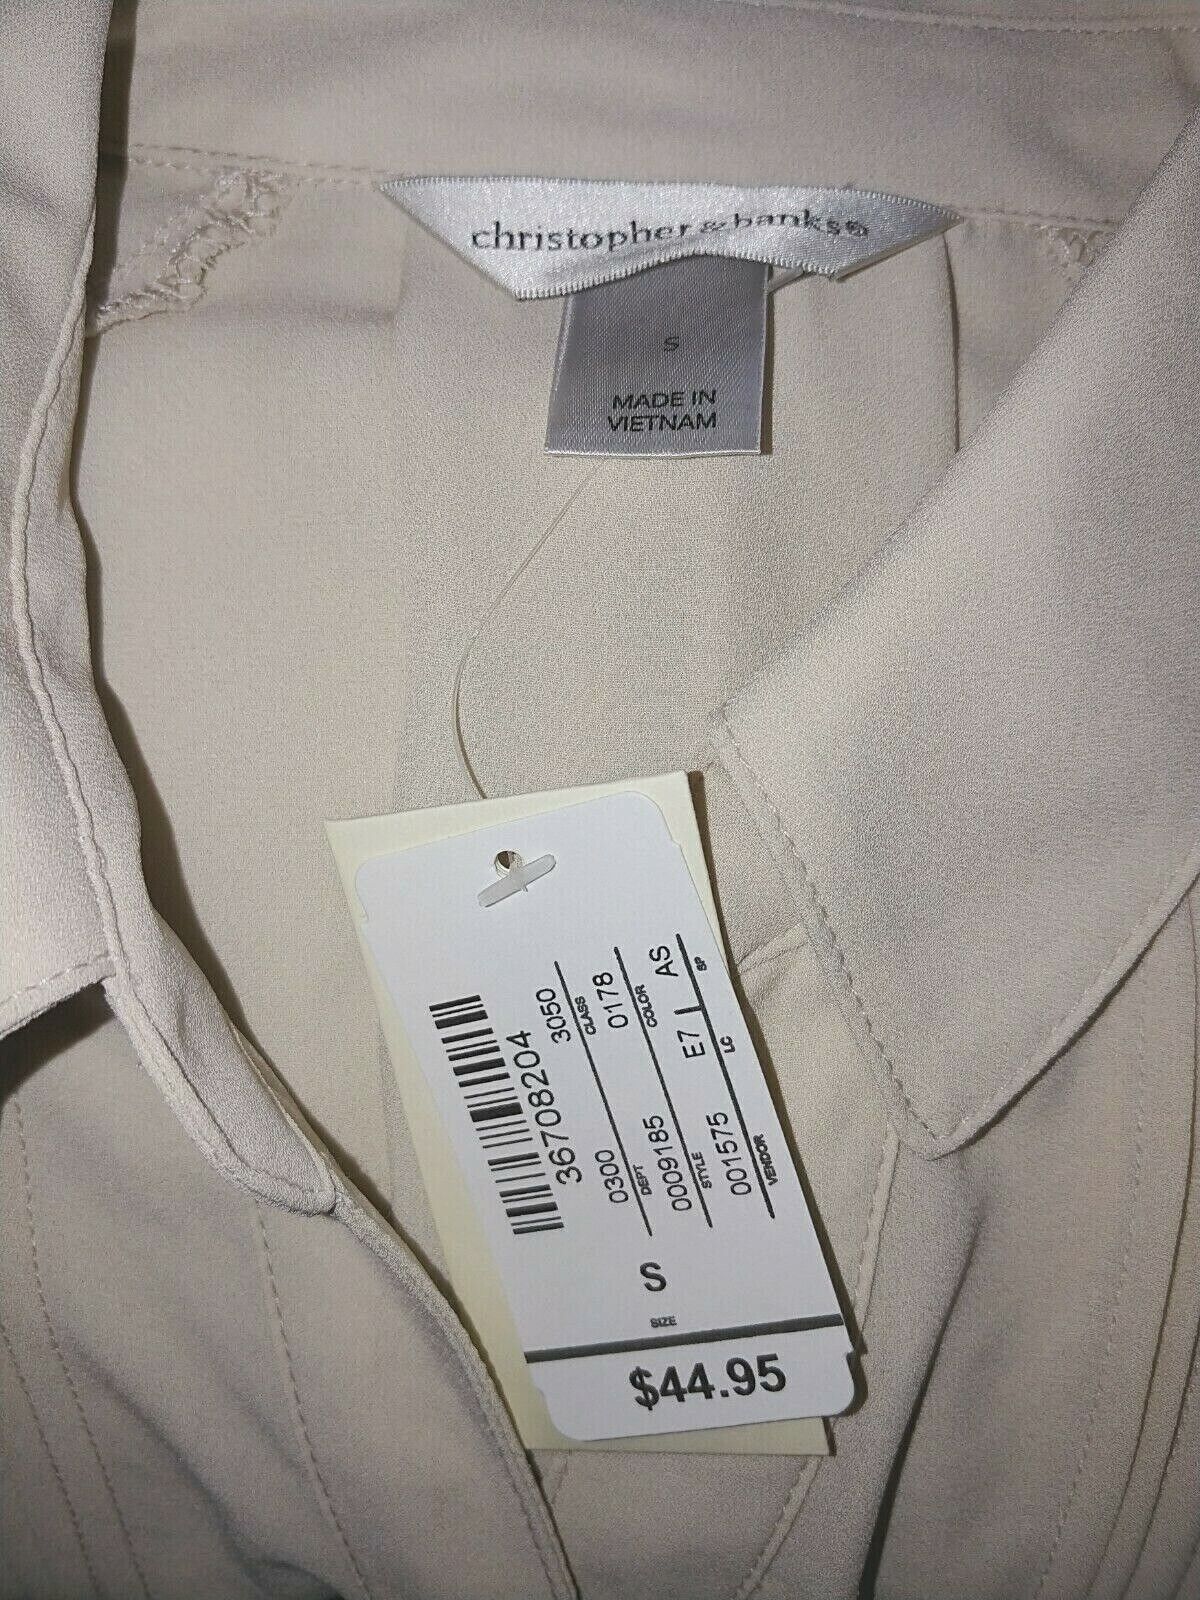 christopher & banks®
S
MADE IN
VIETNAM
36708204
0300 3050
DEPT CLASS
0009185 0178
STYLE COLOR
001575 E7 AS
VENDOR LC SP
S
SIZE
$44.95